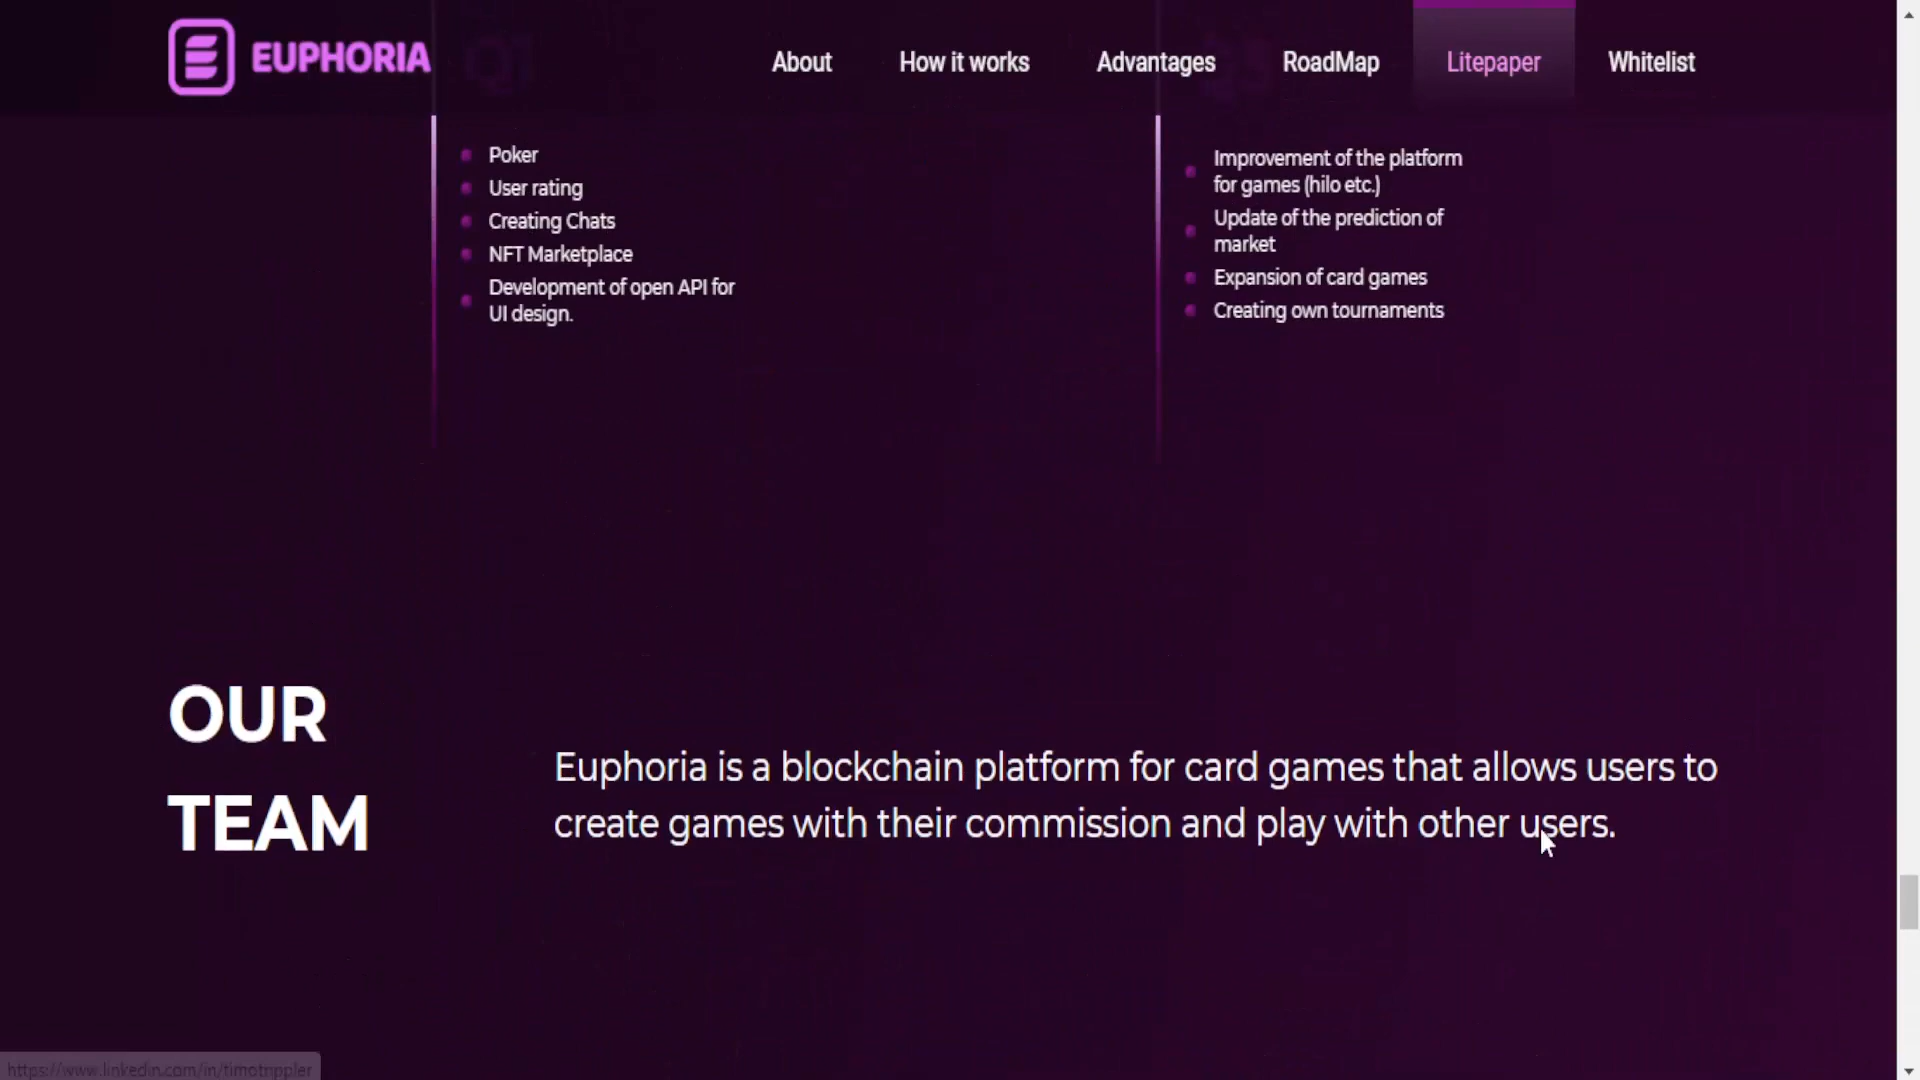 EUPHORIA
About
How it works
Advantages
RoadMap
Litepaper
Whitelist
Q1
Poker
User rating
Creating Chats
NFT Marketplace
Development of open API for
UI design.
Improvement of the platform
for games (hilo etc.)
Update of the prediction of
market
Expansion of card games
Creating own tournaments
OUR
TEAM
Euphoria is a blockchain platform for card games that allows users to
create games with their commission and play with other users.
https://www.linkedin.com/in/timotrippler